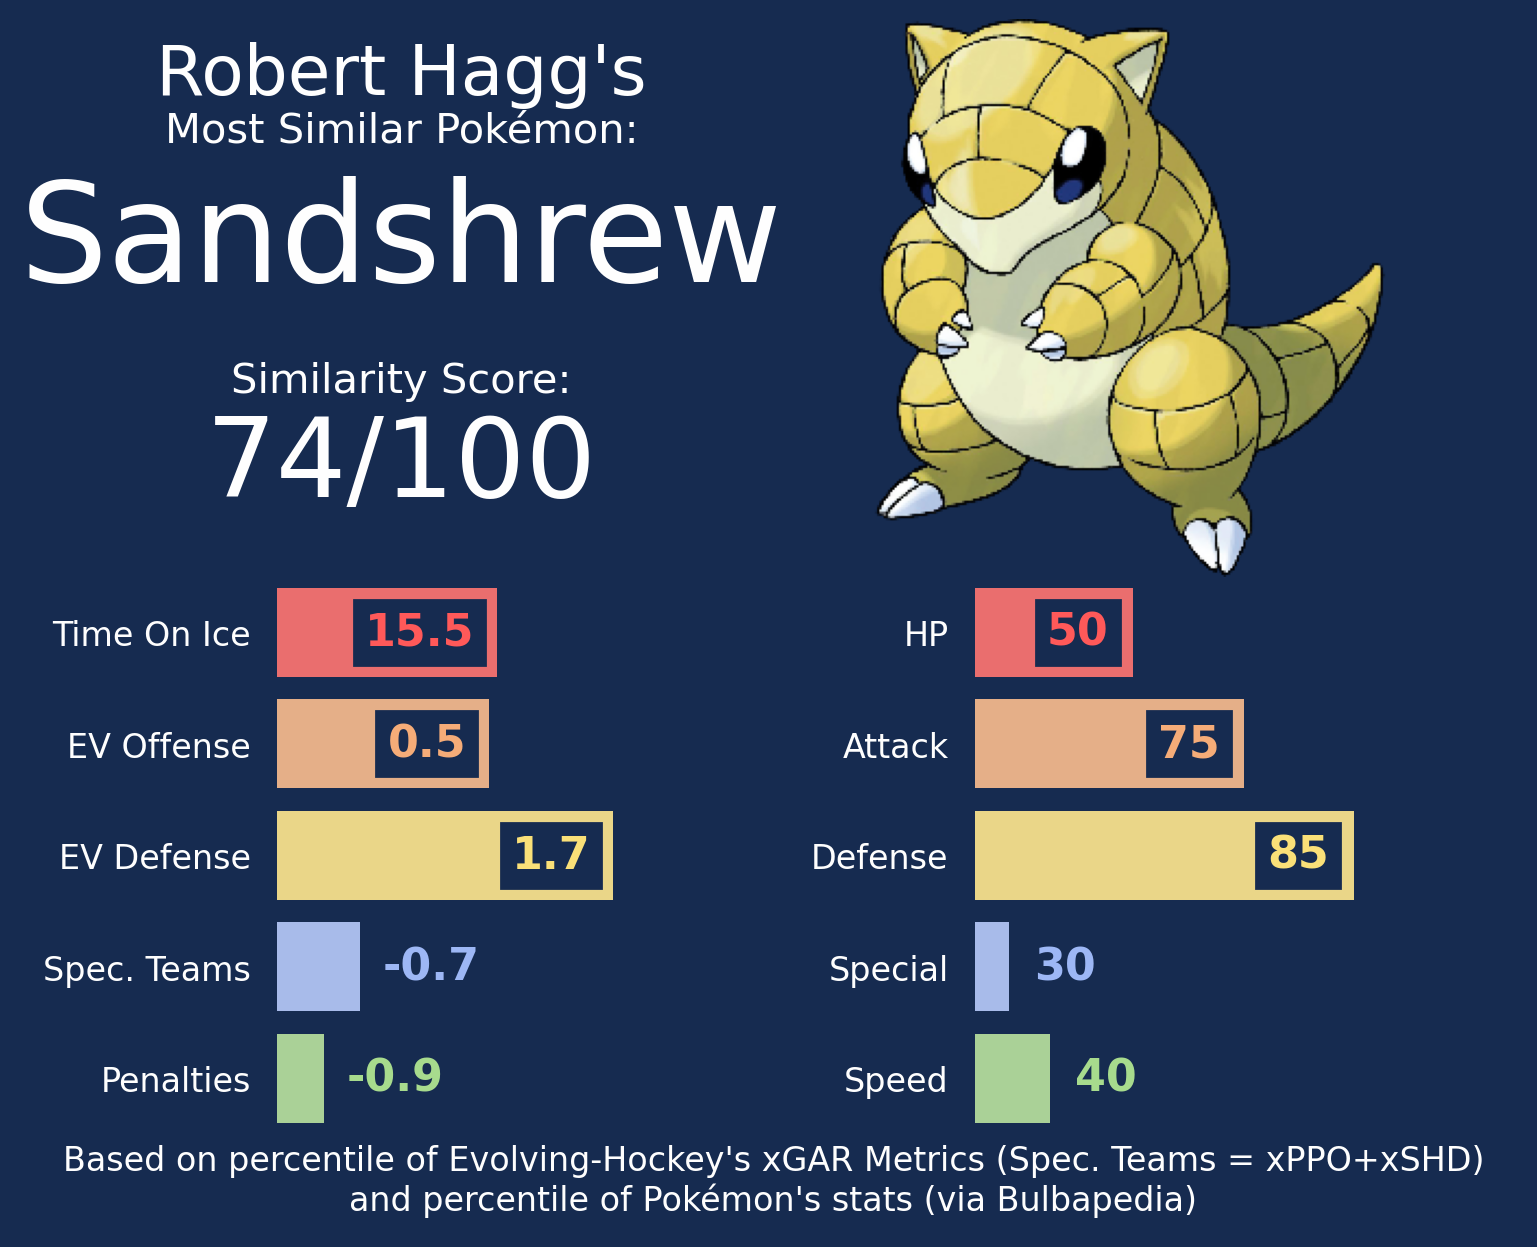 Robert Hagg's
Most Similar Pokémon:
Sandshrew
Similarity Score:
74/100
Time On Ice 15.5
EV Offense 0.5
EV Defense 1.7
Spec. Teams -0.7
Penalties -0.9
HP 50
Attack 75
Defense 85
Special 30
Speed 40
Based on percentile of Evolving-Hockey's xGAR Metrics (Spec. Teams = xPPO+xSHD)
and percentile of Pokémon's stats (via Bulbapedia)